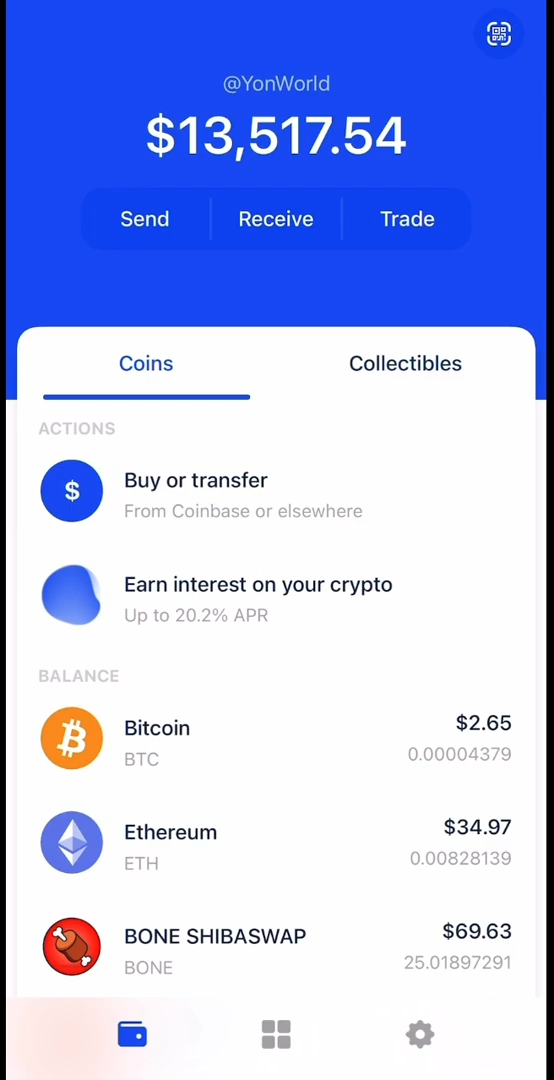 @YonWorld
$13,517.54
Send Receive Trade
Coins Collectibles
ACTIONS
$
Buy or transfer
From Coinbase or elsewhere
Earn interest on your crypto
Up to 20.2% APR
BALANCE
Bitcoin $2.65
BTC 0.00004379
Ethereum $34.97
ETH 0.00828139
BONE SHIBASWAP $69.63
BONE 25.01897291